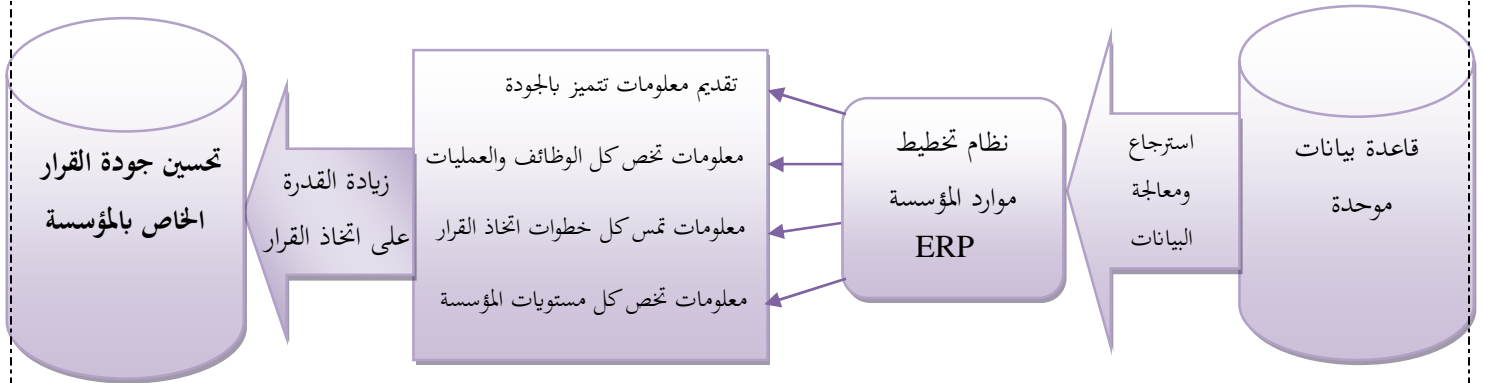 قاعدة بيانات
موحدة
استرجاع
ومعالجة
البيانات
نظام تخطيط
موارد المؤسسة
ERP
تقديم معلومات تتميز بالجودة
معلومات تخص كل الوظائف والعمليات
معلومات تمس كل خطوات اتخاذ القرار
معلومات تخص كل مستويات المؤسسة
زيادة القدرة
على اتخاذ القرار
تحسين جودة القرار
الخاص بالمؤسسة